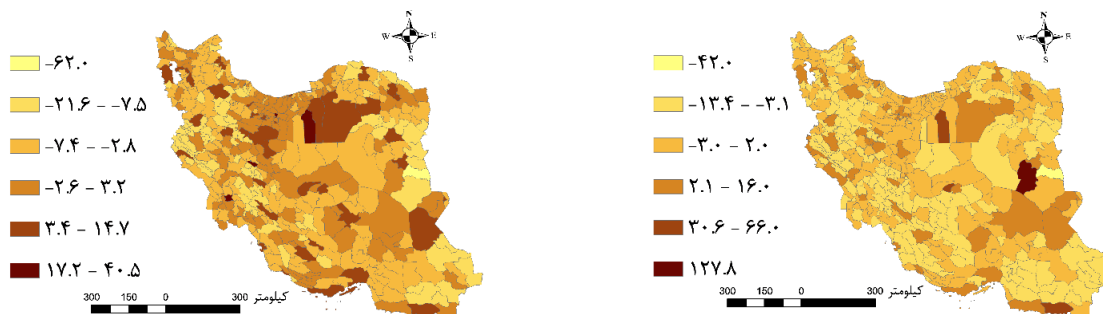 N
W E
S
-۶۲.۰
-۲۱.۶ - -۷.۵
-۷.۴ - -۲.۸
-۲.۶ - ۳.۲
۳.۴ - ۱۴.۷
۱۷.۲ - ۴۰.۵
300 150 0 300 کیلومتر
N
W E
S
-۴۲.۰
-۱۳.۴ - -۳.۱
-۳.۰ - ۲.۰
۲.۱ - ۱۶.۰
۳۰.۶ - ۶۶.۰
۱۲۷.۸
300 150 0 300 کیلومتر